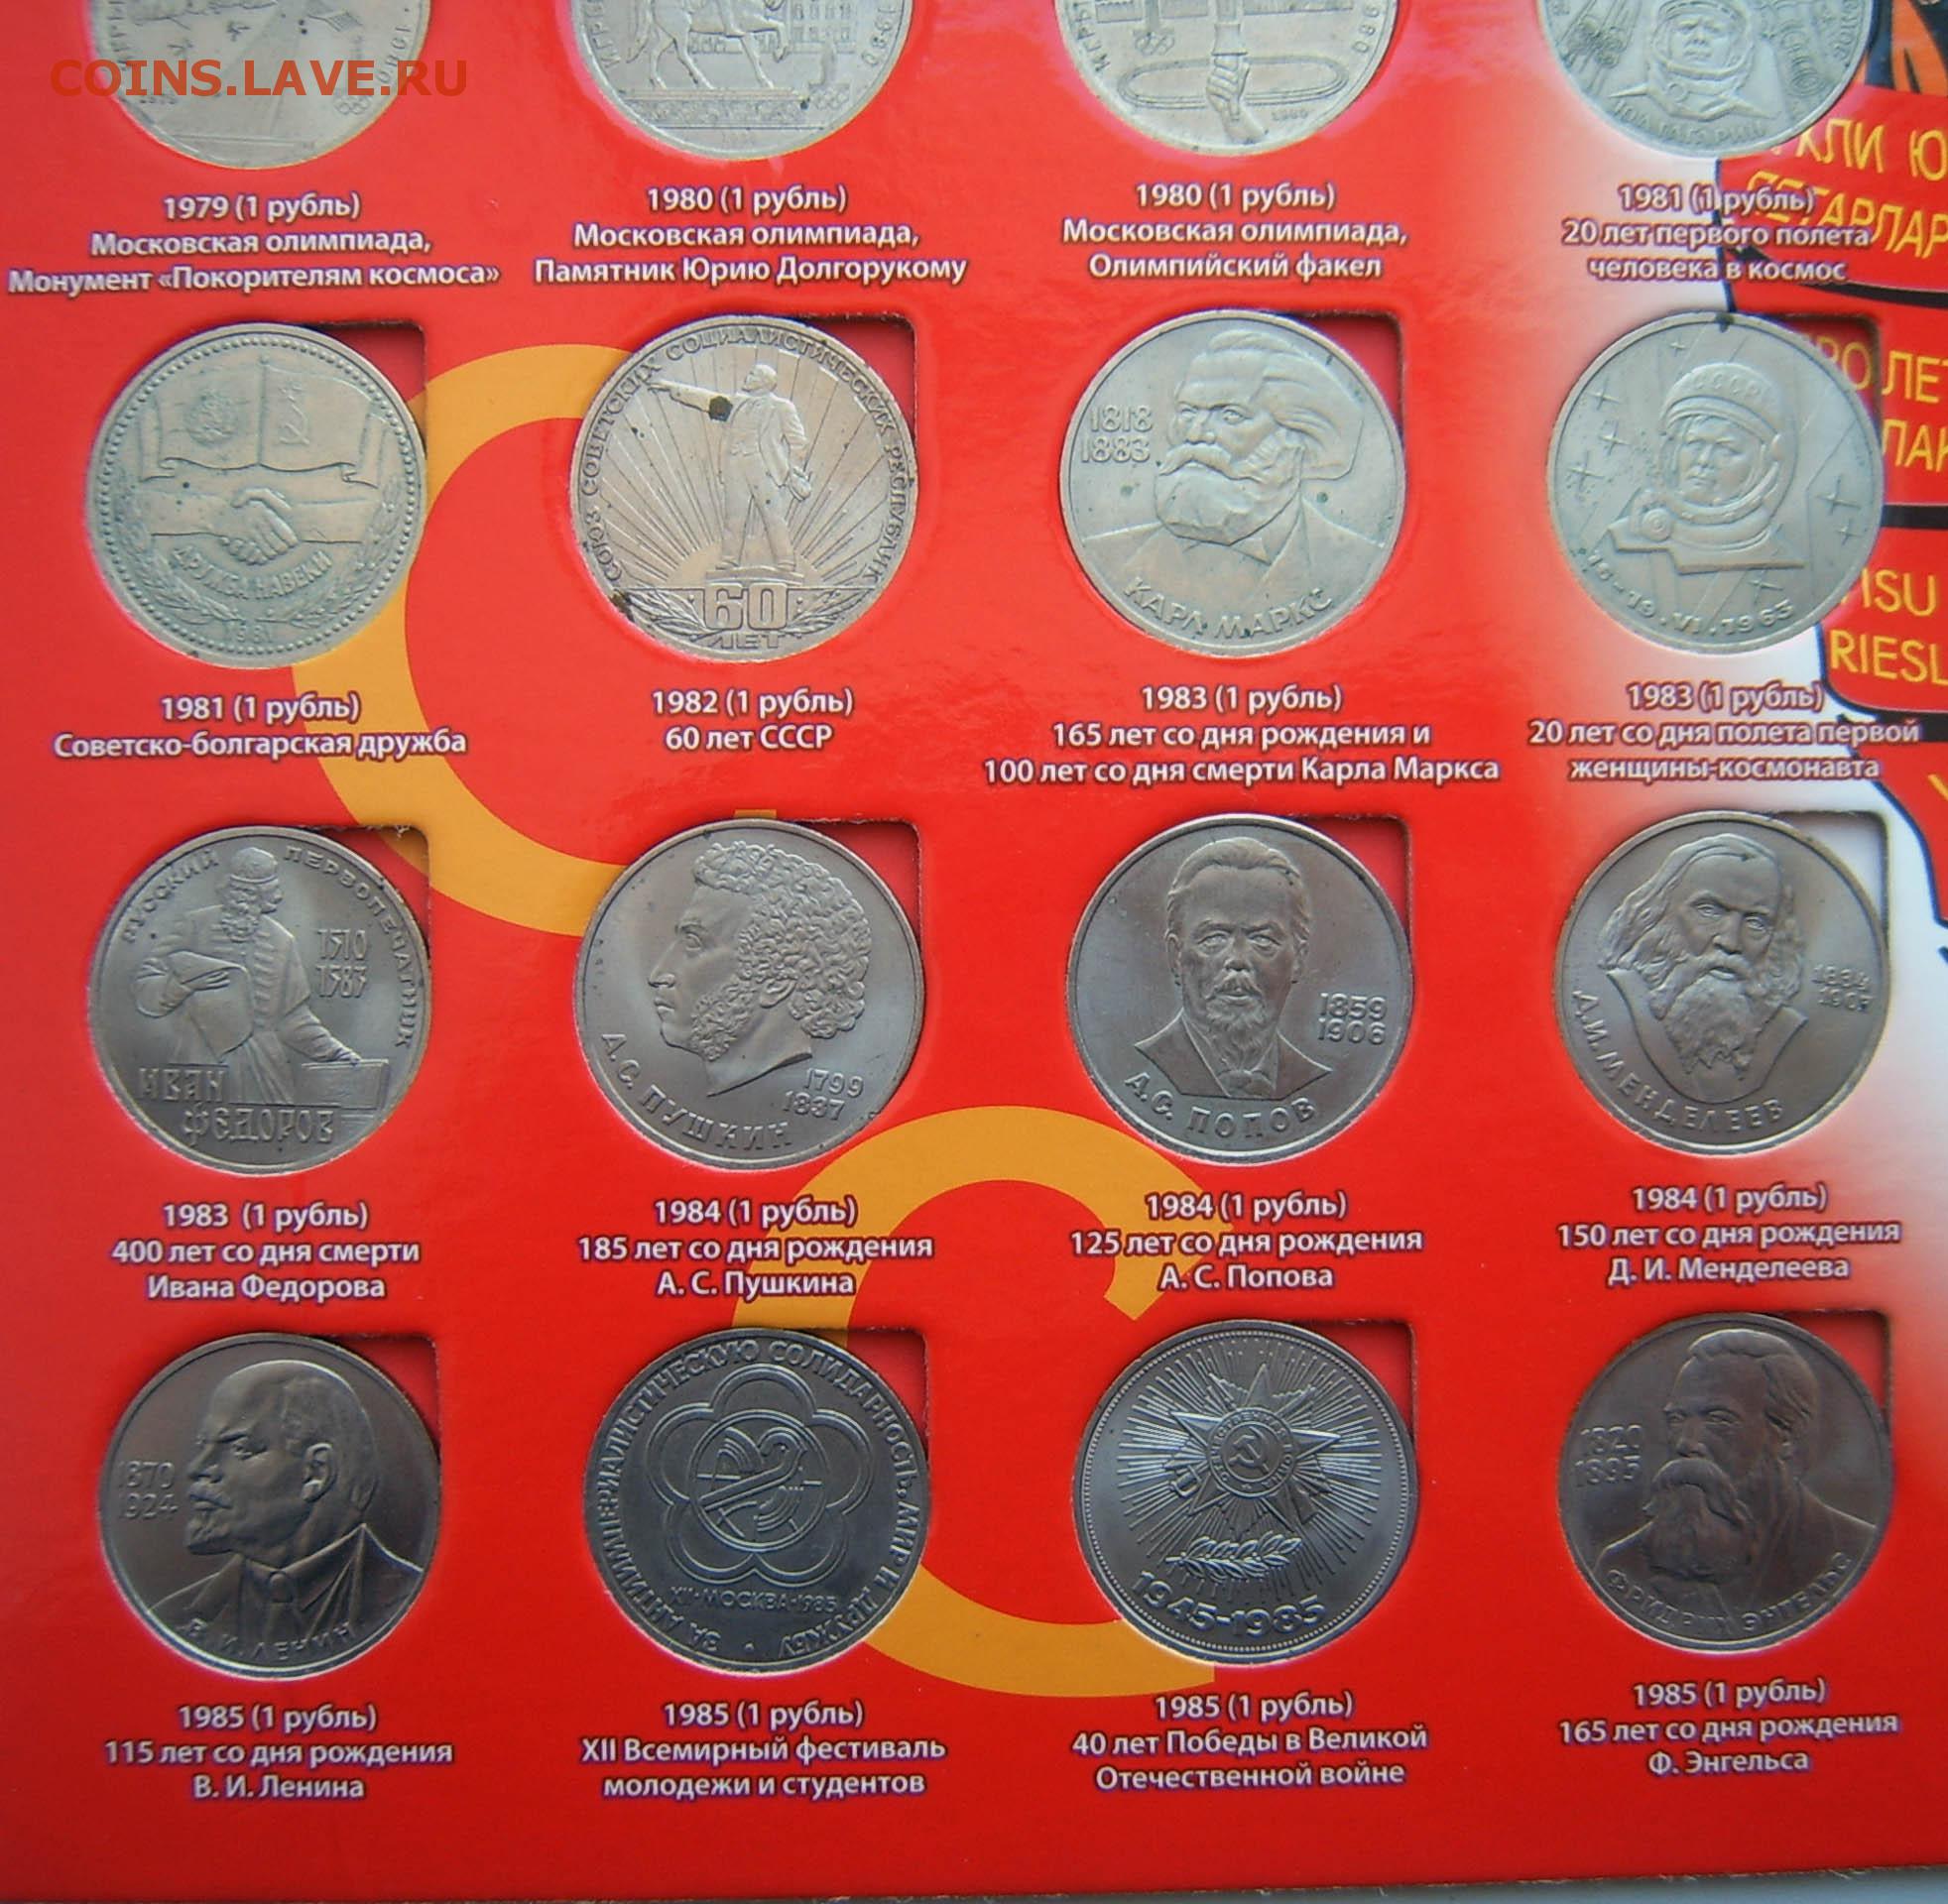 COINS.LAVE.RU
1980
1980
КЛИ Ю
1979 (1 рубль)
Московская олимпиада,
Монумент «Покорителям космоса»
1980 (1 рубль)
Московская олимпиада,
Памятник Юрию Долгорукому
1980 (1 рубль)
Московская олимпиада,
Олимпийский факел
1981 (1 рубль)
20 лет первого полета
человека в космос
ДРУЖБА НАВЕКИ
1981
СОЮЗ СОВЕТСКИХ СОЦИАЛИСТИЧЕСКИХ РЕСПУБЛИК
60
ЛЕТ
1818
1883
КАРЛ МАРКС
СССР
16-19.VI.1963
ISU
RIESL
1981 (1 рубль)
Советско-болгарская дружба
1982 (1 рубль)
60 лет СССР
1983 (1 рубль)
165 лет со дня рождения и
100 лет со дня смерти Карла Маркса
1983 (1 рубль)
20 лет со дня полета первой
женщины-космонавта
РУССКИЙ ПЕРВОПЕЧАТНИК
1510
1583
ИВАН
ФЕДОРОВ
А.С. ПУШКИН
1799
1837
1859
1906
А.С. ПОПОВ
1834
1907
Д.И. МЕНДЕЛЕЕВ
1983 (1 рубль)
400 лет со дня смерти
Ивана Федорова
1984 (1 рубль)
185 лет со дня рождения
А. С. Пушкина
1984 (1 рубль)
125 лет со дня рождения
А. С. Попова
1984 (1 рубль)
150 лет со дня рождения
Д. И. Менделеева
1870
1924
В.И.ЛЕНИН
ЗА АНТИИМПЕРИАЛИСТИЧЕСКУЮ СОЛИДАРНОСТЬ, МИР И ДРУЖБУ
XII·МОСКВА·1985
1945-1985
1820
1895
ФРИДРИХ ЭНГЕЛЬС
1985 (1 рубль)
115 лет со дня рождения
В. И. Ленина
1985 (1 рубль)
XII Всемирный фестиваль
молодежи и студентов
1985 (1 рубль)
40 лет Победы в Великой
Отечественной войне
1985 (1 рубль)
165 лет со дня рождения
Ф. Энгельса